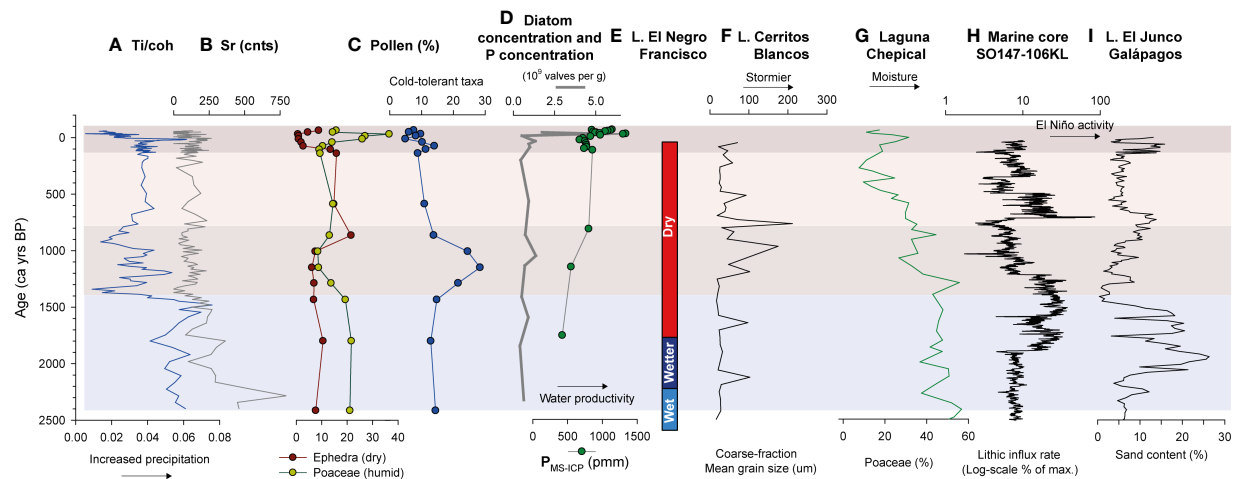 A Ti/coh
B Sr (cnts)
C Pollen (%)
D Diatom
concentration and
P concentration
E L. El Negro
Francisco
F L. Cerritos
Blancos
G Laguna
Chepical
H Marine core
SO147-106KL
I L. El Junco
Galápagos
Cold-tolerant taxa
(10⁹ valves per g)
Stormier
Moisture
El Niño activity
0 250 500 750
0 10 20 30
0.0 2.5 5.0
0 100 200 300
1 10 100
Age (ca yrs BP)
0
500
1000
1500
2000
2500
Dry
Wetter
Wet
Water productivity
0.00 0.02 0.04 0.06 0.08
0 10 20 30 40
0 500 1000 1500
0 20 40 60
0 10 20 30
Increased precipitation
Ephedra (dry)
Poaceae (humid)
P MS-ICP (pmm)
Coarse-fraction
Mean grain size (um)
Poaceae (%)
Lithic influx rate
(Log-scale % of max.)
Sand content (%)